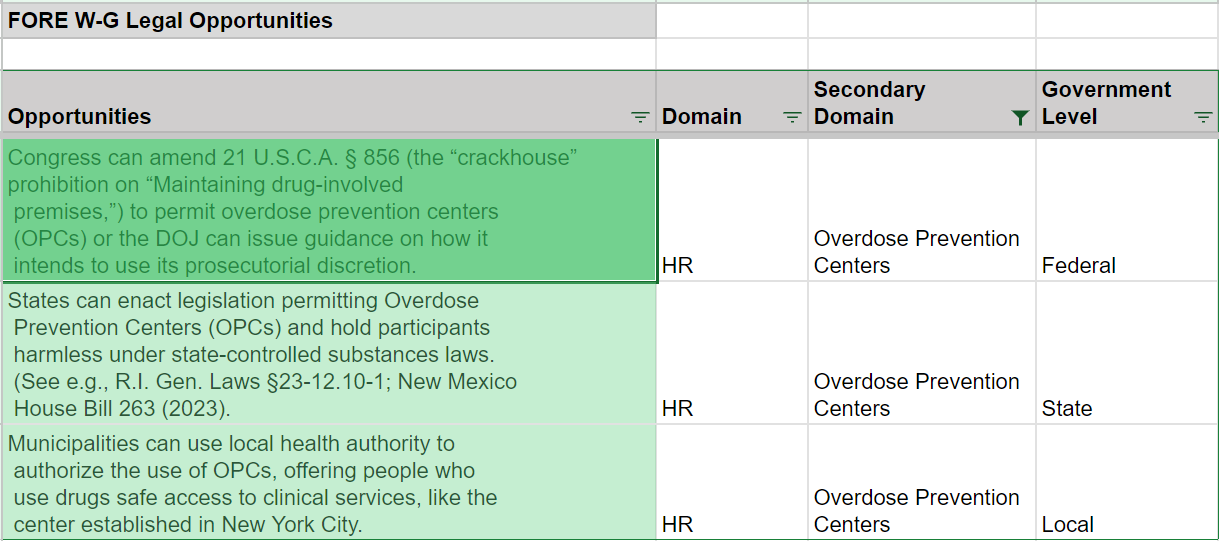 FORE W-G Legal Opportunities
Opportunities
Domain
Secondary
Domain
Government
Level
Congress can amend 21 U.S.C.A. § 856 (the “crackhouse”
prohibition on “Maintaining drug-involved
premises,”) to permit overdose prevention centers
(OPCs) or the DOJ can issue guidance on how it
intends to use its prosecutorial discretion.
HR
Overdose Prevention
Centers
Federal
States can enact legislation permitting Overdose
Prevention Centers (OPCs) and hold participants
harmless under state-controlled substances laws.
(See e.g., R.I. Gen. Laws §23-12.10-1; New Mexico
House Bill 263 (2023).
HR
Overdose Prevention
Centers
State
Municipalities can use local health authority to
authorize the use of OPCs, offering people who
use drugs safe access to clinical services, like the
center established in New York City.
HR
Overdose Prevention
Centers
Local